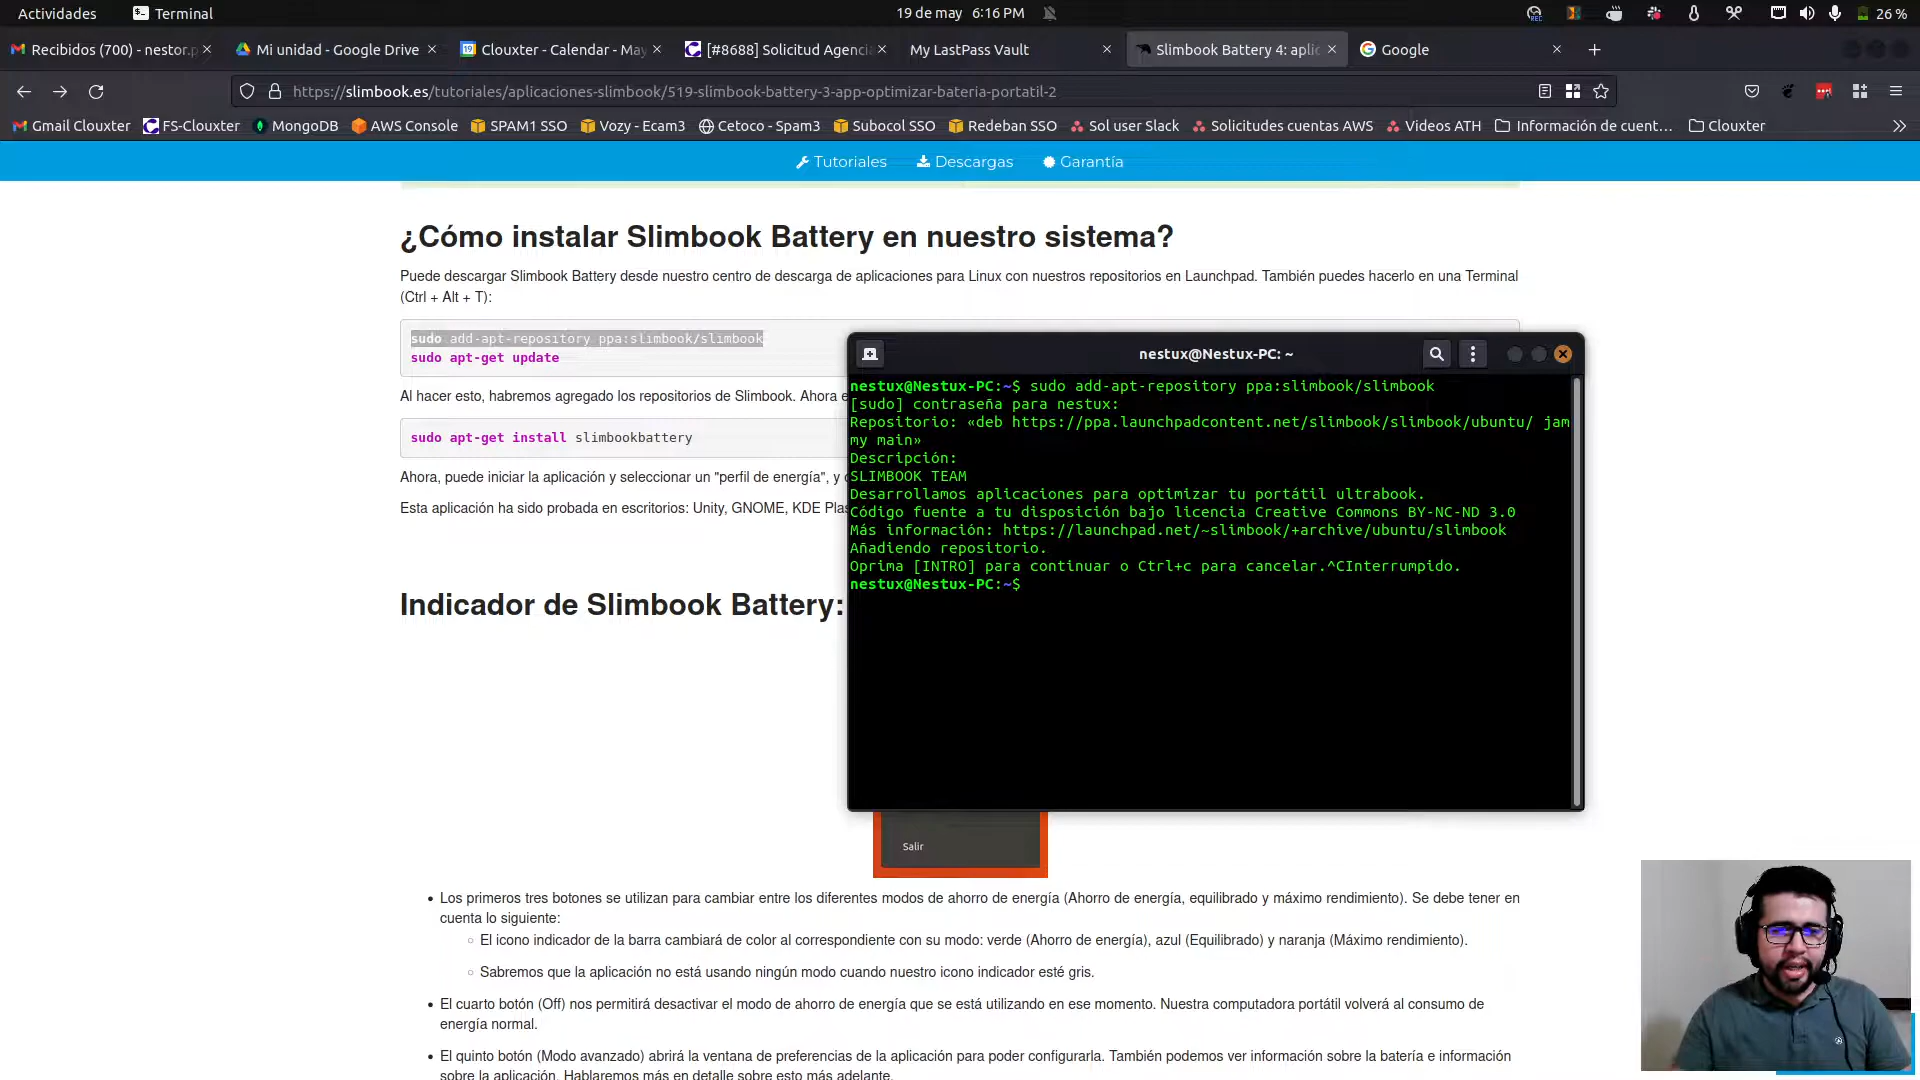 Actividades
Terminal
19 de may 6:16 PM
REC
26 %
Recibidos (700) - nestor.p
Mi unidad - Google Drive
Clouxter - Calendar - May
[#8688] Solicitud Agenci
My LastPass Vault
Slimbook Battery 4: aplic
Google
https://slimbook.es/tutoriales/aplicaciones-slimbook/519-slimbook-battery-3-app-optimizar-bateria-portatil-2
Gmail Clouxter
FS-Clouxter
MongoDB
AWS Console
SPAM1 SSO
Vozy - Ecam3
Cetoco - Spam3
Subocol SSO
Redeban SSO
Sol user Slack
Solicitudes cuentas AWS
Videos ATH
Información de cuent…
Clouxter
Tutoriales
Descargas
Garantía
¿Cómo instalar Slimbook Battery en nuestro sistema?
Puede descargar Slimbook Battery desde nuestro centro de descarga de aplicaciones para Linux con nuestros repositorios en Launchpad. También puedes hacerlo en una Terminal
(Ctrl + Alt + T):
sudo add-apt-repository ppa:slimbook/slimbook
sudo apt-get update
Al hacer esto, habremos agregado los repositorios de Slimbook. Ahora e
sudo apt-get install slimbookbattery
Ahora, puede iniciar la aplicación y seleccionar un "perfil de energía", y
Esta aplicación ha sido probada en escritorios: Unity, GNOME, KDE Plas
nestux@Nestux-PC: ~
nestux@Nestux-PC:~$ sudo add-apt-repository ppa:slimbook/slimbook
[sudo] contraseña para nestux:
Repositorio: «deb https://ppa.launchpadcontent.net/slimbook/slimbook/ubuntu/ jam
my main»
Descripción:
SLIMBOOK TEAM
Desarrollamos aplicaciones para optimizar tu portátil ultrabook.
Código fuente a tu disposición bajo licencia Creative Commons BY-NC-ND 3.0
Más información: https://launchpad.net/~slimbook/+archive/ubuntu/slimbook
Añadiendo repositorio.
Oprima [INTRO] para continuar o Ctrl+c para cancelar.^CInterrumpido.
nestux@Nestux-PC:~$
Indicador de Slimbook Battery:
Salir
• Los primeros tres botones se utilizan para cambiar entre los diferentes modos de ahorro de energía (Ahorro de energía, equilibrado y máximo rendimiento). Se debe tener en
cuenta lo siguiente:
◦ El icono indicador de la barra cambiará de color al correspondiente con su modo: verde (Ahorro de energía), azul (Equilibrado) y naranja (Máximo rendimiento).
◦ Sabremos que la aplicación no está usando ningún modo cuando nuestro icono indicador esté gris.
• El cuarto botón (Off) nos permitirá desactivar el modo de ahorro de energía que se está utilizando en ese momento. Nuestra computadora portátil volverá al consumo de
energía normal.
• El quinto botón (Modo avanzado) abrirá la ventana de preferencias de la aplicación para poder configurarla. También podemos ver información sobre la batería e información
sobre la aplicación. Hablaremos más en detalle sobre esto más adelante.